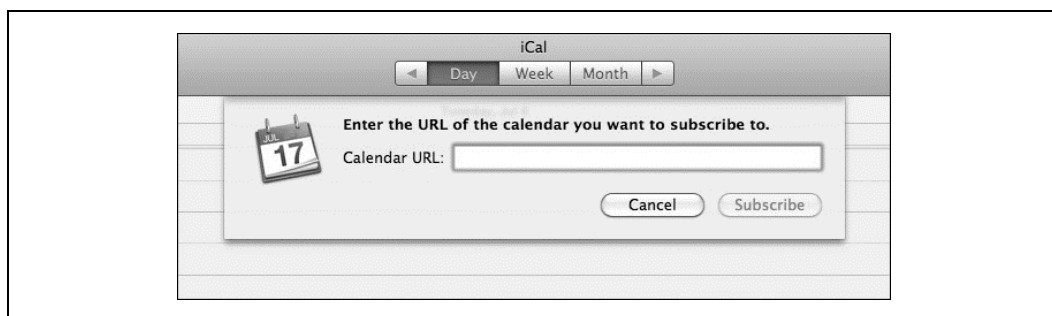 iCal
Day Week Month
Enter the URL of the calendar you want to subscribe to.
JUL
17
Calendar URL:
Cancel Subscribe